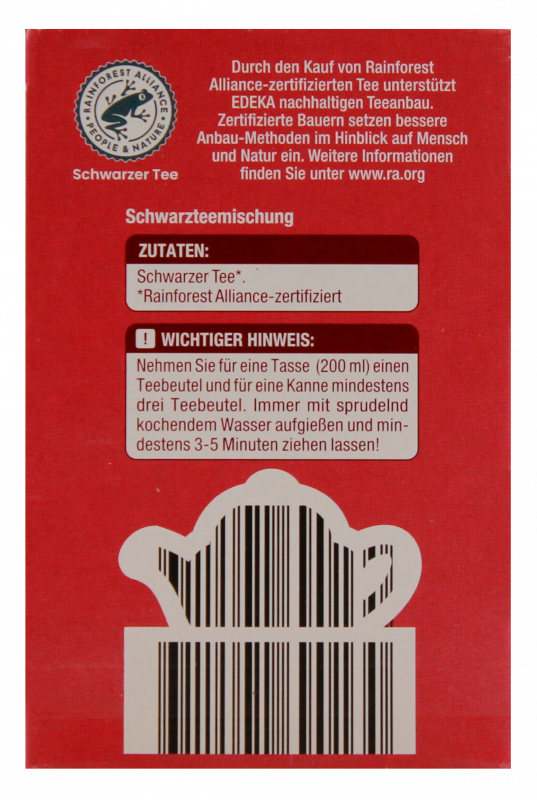 RAINFOREST ALLIANCE
PEOPLE & NATURE
Schwarzer Tee
Durch den Kauf von Rainforest
Alliance-zertifizierten Tee unterstützt
EDEKA nachhaltigen Teeanbau.
Zertifizierte Bauern setzen bessere
Anbau-Methoden im Hinblick auf Mensch
und Natur ein. Weitere Informationen
finden Sie unter www.ra.org
Schwarzteemischung
ZUTATEN:
Schwarzer Tee*.
*Rainforest Alliance-zertifiziert
! WICHTIGER HINWEIS:
Nehmen Sie für eine Tasse (200 ml) einen
Teebeutel und für eine Kanne mindestens
drei Teebeutel. Immer mit sprudelnd
kochendem Wasser aufgießen und min-
destens 3-5 Minuten ziehen lassen!